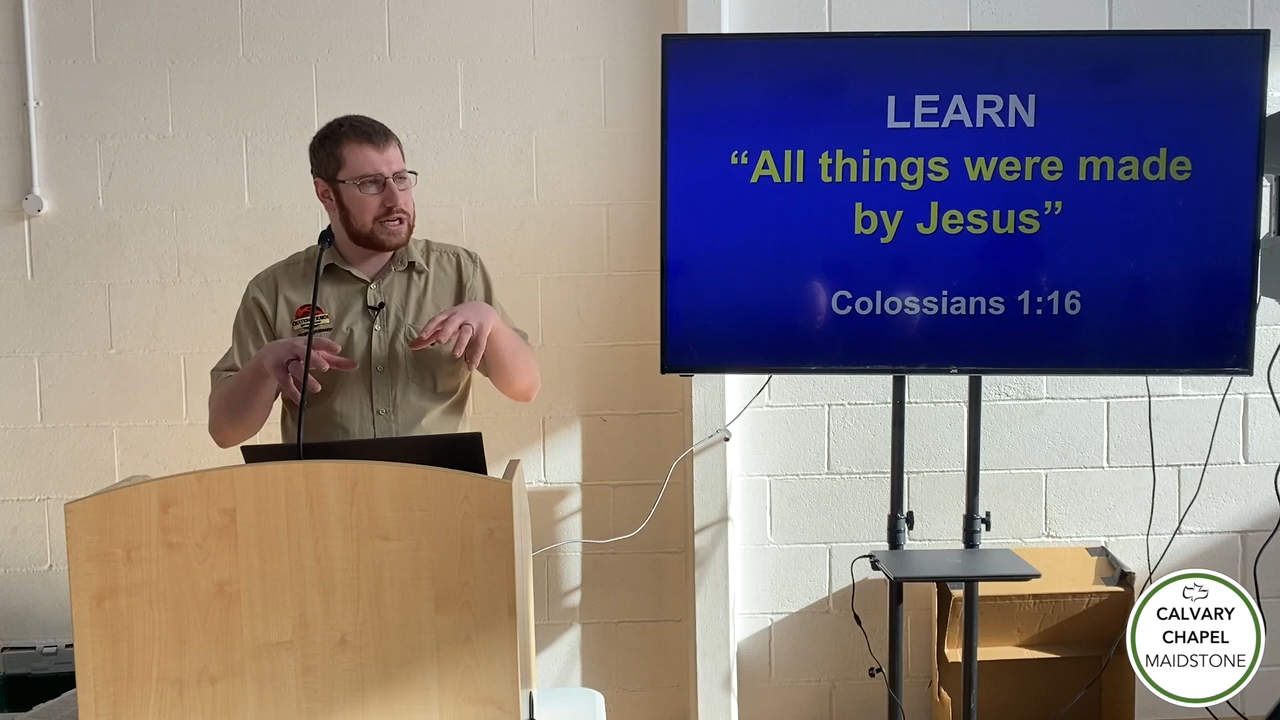 LEARN
“All things were made
by Jesus”
Colossians 1:16
CALVARY
CHAPEL
MAIDSTONE